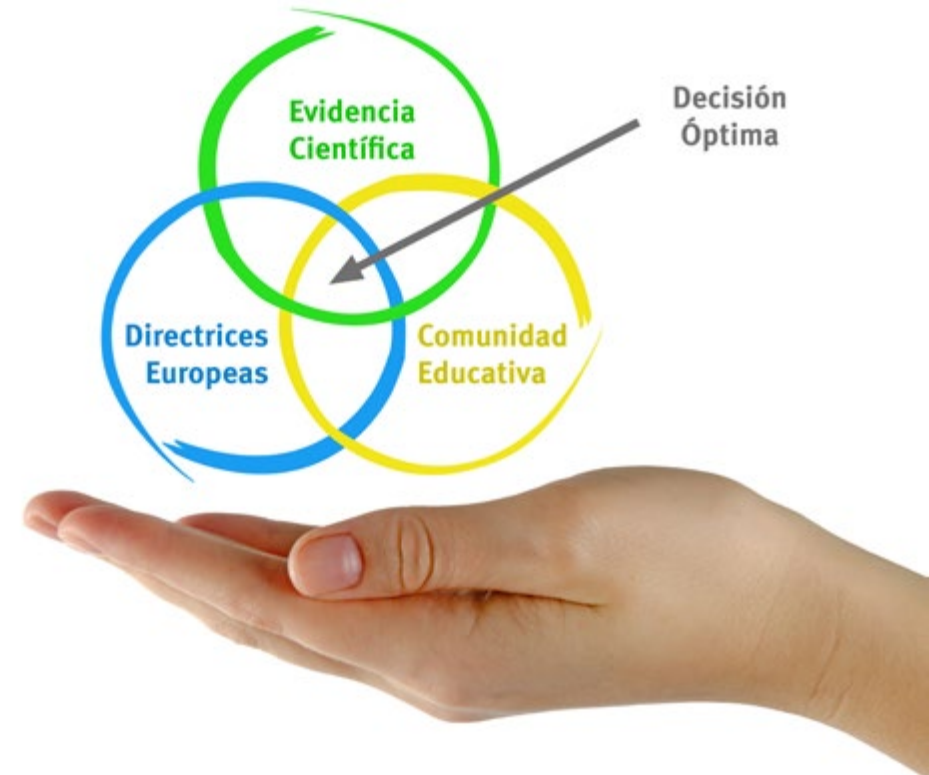 Evidencia
Científica
Decisión
Óptima
Directrices
Europeas
Comunidad
Educativa